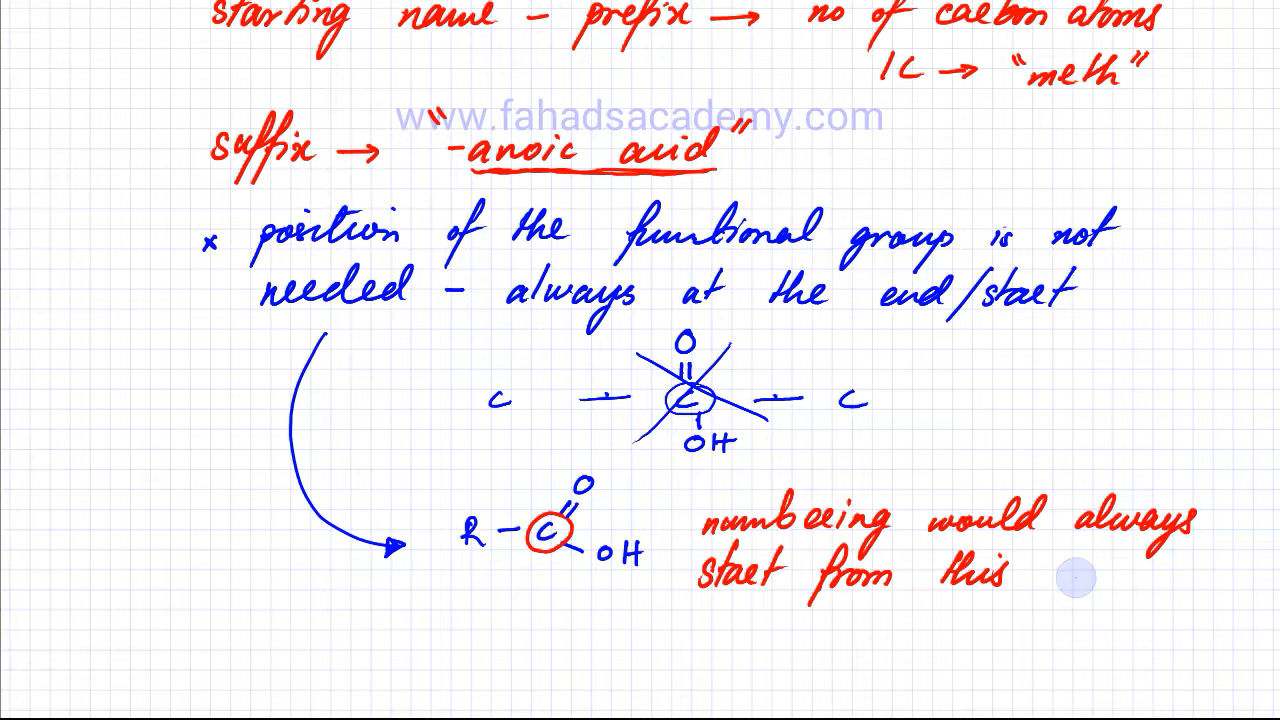 starting name - prefix → no of carbon atoms
1C → "meth"
www.fahadsacademy.com
suffix → "-anoic acid"
× position of the functional group is not
needed - always at the end/start
O
C — C — C
OH
O
R - C
OH
numbering would always
start from this